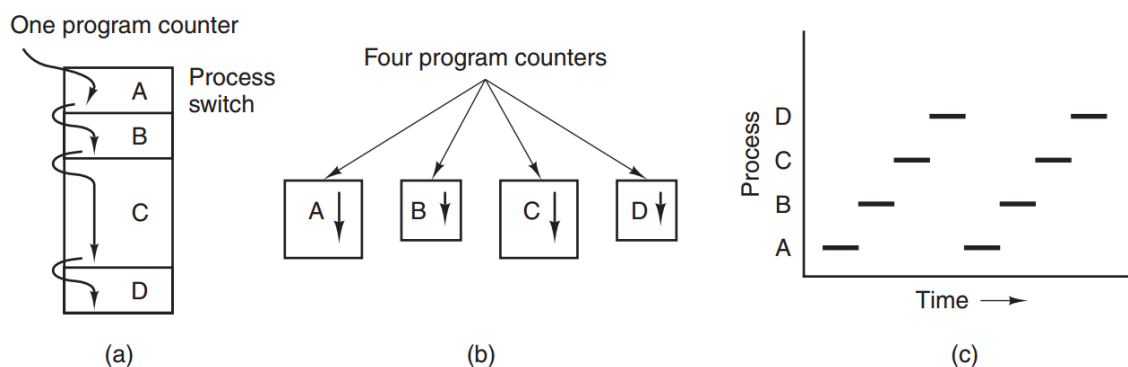 One program counter
A
Process
switch
B
C
D
(a)
Four program counters
A
B
C
D
(b)
Process
D
C
B
A
Time
(c)